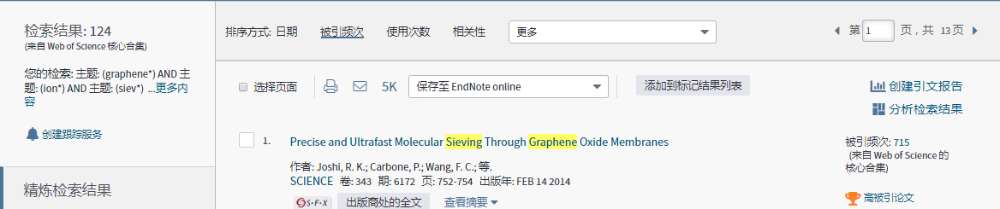 检索结果: 124
(来自 Web of Science 核心合集)
您的检索: 主题: (graphene*) AND 主
题: (ion*) AND 主题: (siev*) ...更多内
容
创建跟踪服务
精炼检索结果
排序方式: 日期 被引频次 使用次数 相关性 更多
第 1 页，共 13 页
选择页面 5K 保存至 EndNote online 添加到标记结果列表
创建引文报告
分析检索结果
1. Precise and Ultrafast Molecular Sieving Through Graphene Oxide Membranes
作者: Joshi, R. K.; Carbone, P.; Wang, F. C.; 等.
SCIENCE 卷: 343 期: 6172 页: 752-754 出版年: FEB 14 2014
S·F·X 出版商处的全文 查看摘要
被引频次: 715
(来自 Web of Science 的
核心合集)
高被引论文